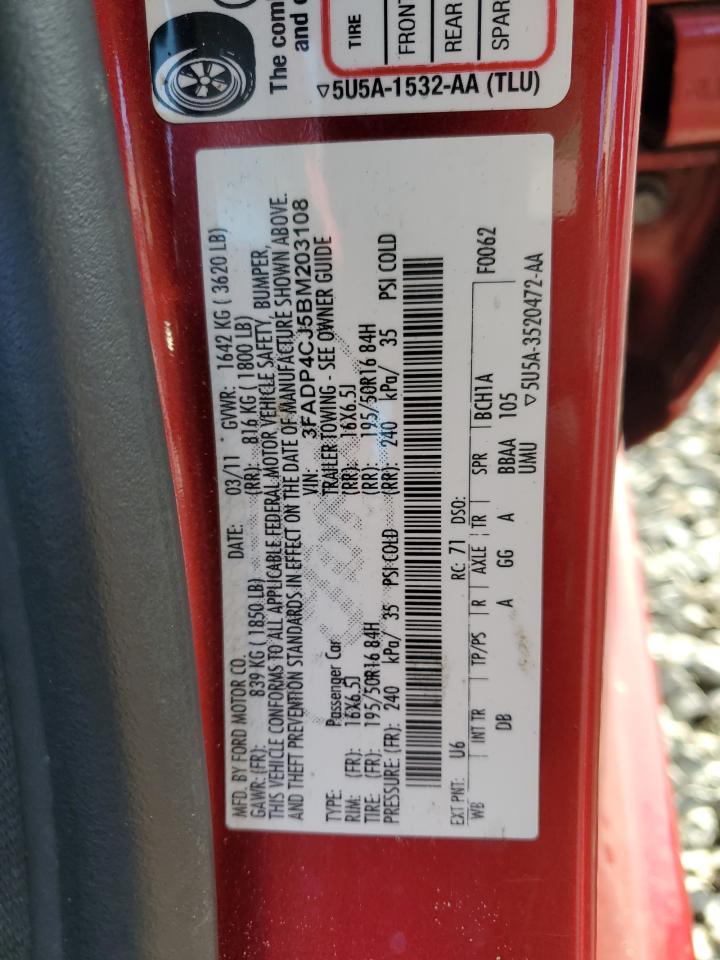 The com
and c
TIRE
FRONT
REAR
SPAR
▽5U5A-1532-AA (TLU)
MFD. BY FORD MOTOR CO. DATE: 03/11 GVWR: 1642 KG ( 3620 LB)
GAWR: (FR): 839 KG (1850 LB) (RR): 816 KG (1800 LB)
THIS VEHICLE CONFORMS TO ALL APPLICABLE FEDERAL MOTOR VEHICLE SAFETY, BUMPER,
AND THEFT PREVENTION STANDARDS IN EFFECT ON THE DATE OF MANUFACTURE SHOWN ABOVE.
VIN: 3FADP4CJ5BM203108
TYPE: Passenger Car TRAILER TOWING - SEE OWNER GUIDE
RIM: (FR): 16X6.5J (RR): 16X6.5J
TIRE: (FR): 195/50R16 84H (RR): 195/50R16 84H
PRESSURE: (FR): 240 kPa/ 35 PSI COLD (RR): 240 kPa/ 35 PSI COLD
EXT PNT: U6 RC: 71 DSO: F0062
WB INT TR TP/PS R AXLE TR SPR BCH1A
DB A GG A BBAA 105
UMU
▽5U5A-3520472-AA